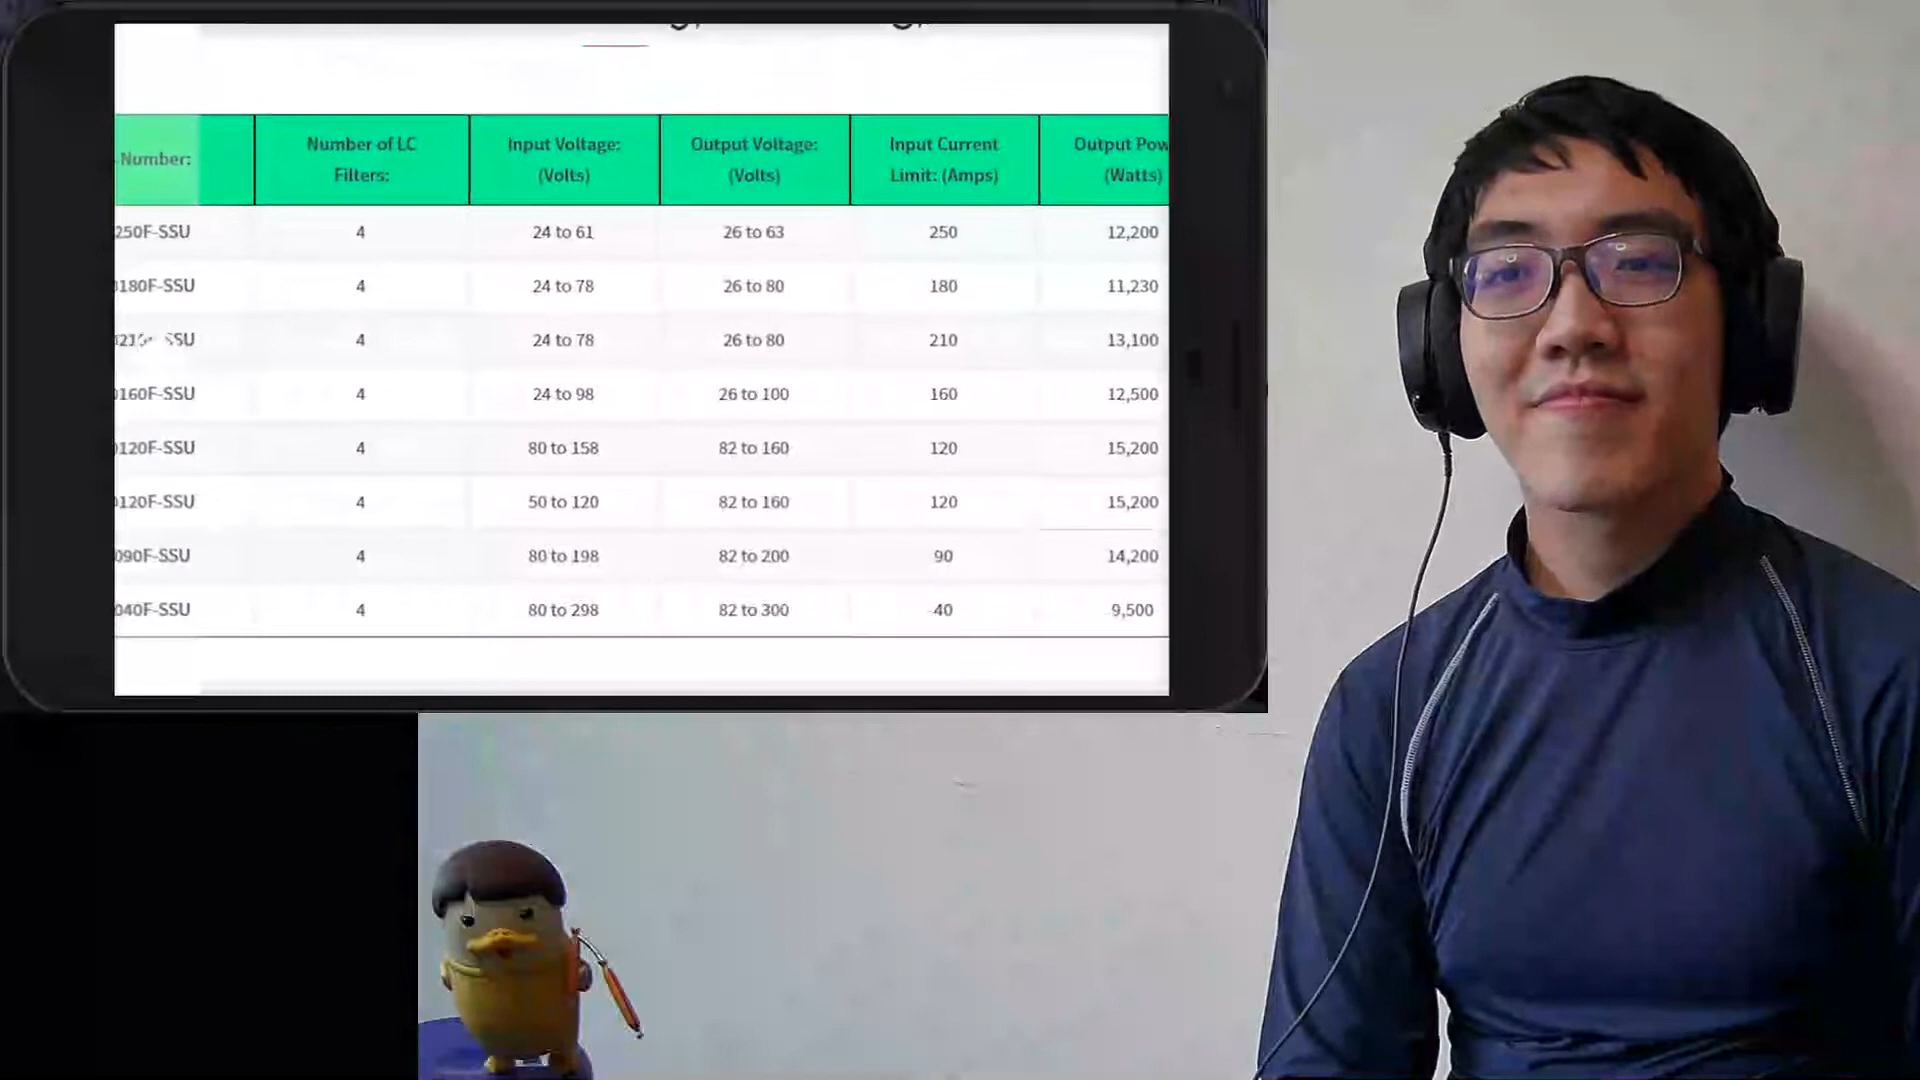 Number: Number of LC Filters: Input Voltage: (Volts) Output Voltage: (Volts) Input Current Limit: (Amps) Output Pow (Watts)
250F-SSU 4 24 to 61 26 to 63 250 12,200
180F-SSU 4 24 to 78 26 to 80 180 11,230
4 24 to 78 26 to 80 210 13,100
160F-SSU 4 24 to 98 26 to 100 160 12,500
120F-SSU 4 80 to 158 82 to 160 120 15,200
120F-SSU 4 50 to 120 82 to 160 120 15,200
090F-SSU 4 80 to 198 82 to 200 90 14,200
040F-SSU 4 80 to 298 82 to 300 40 9,500